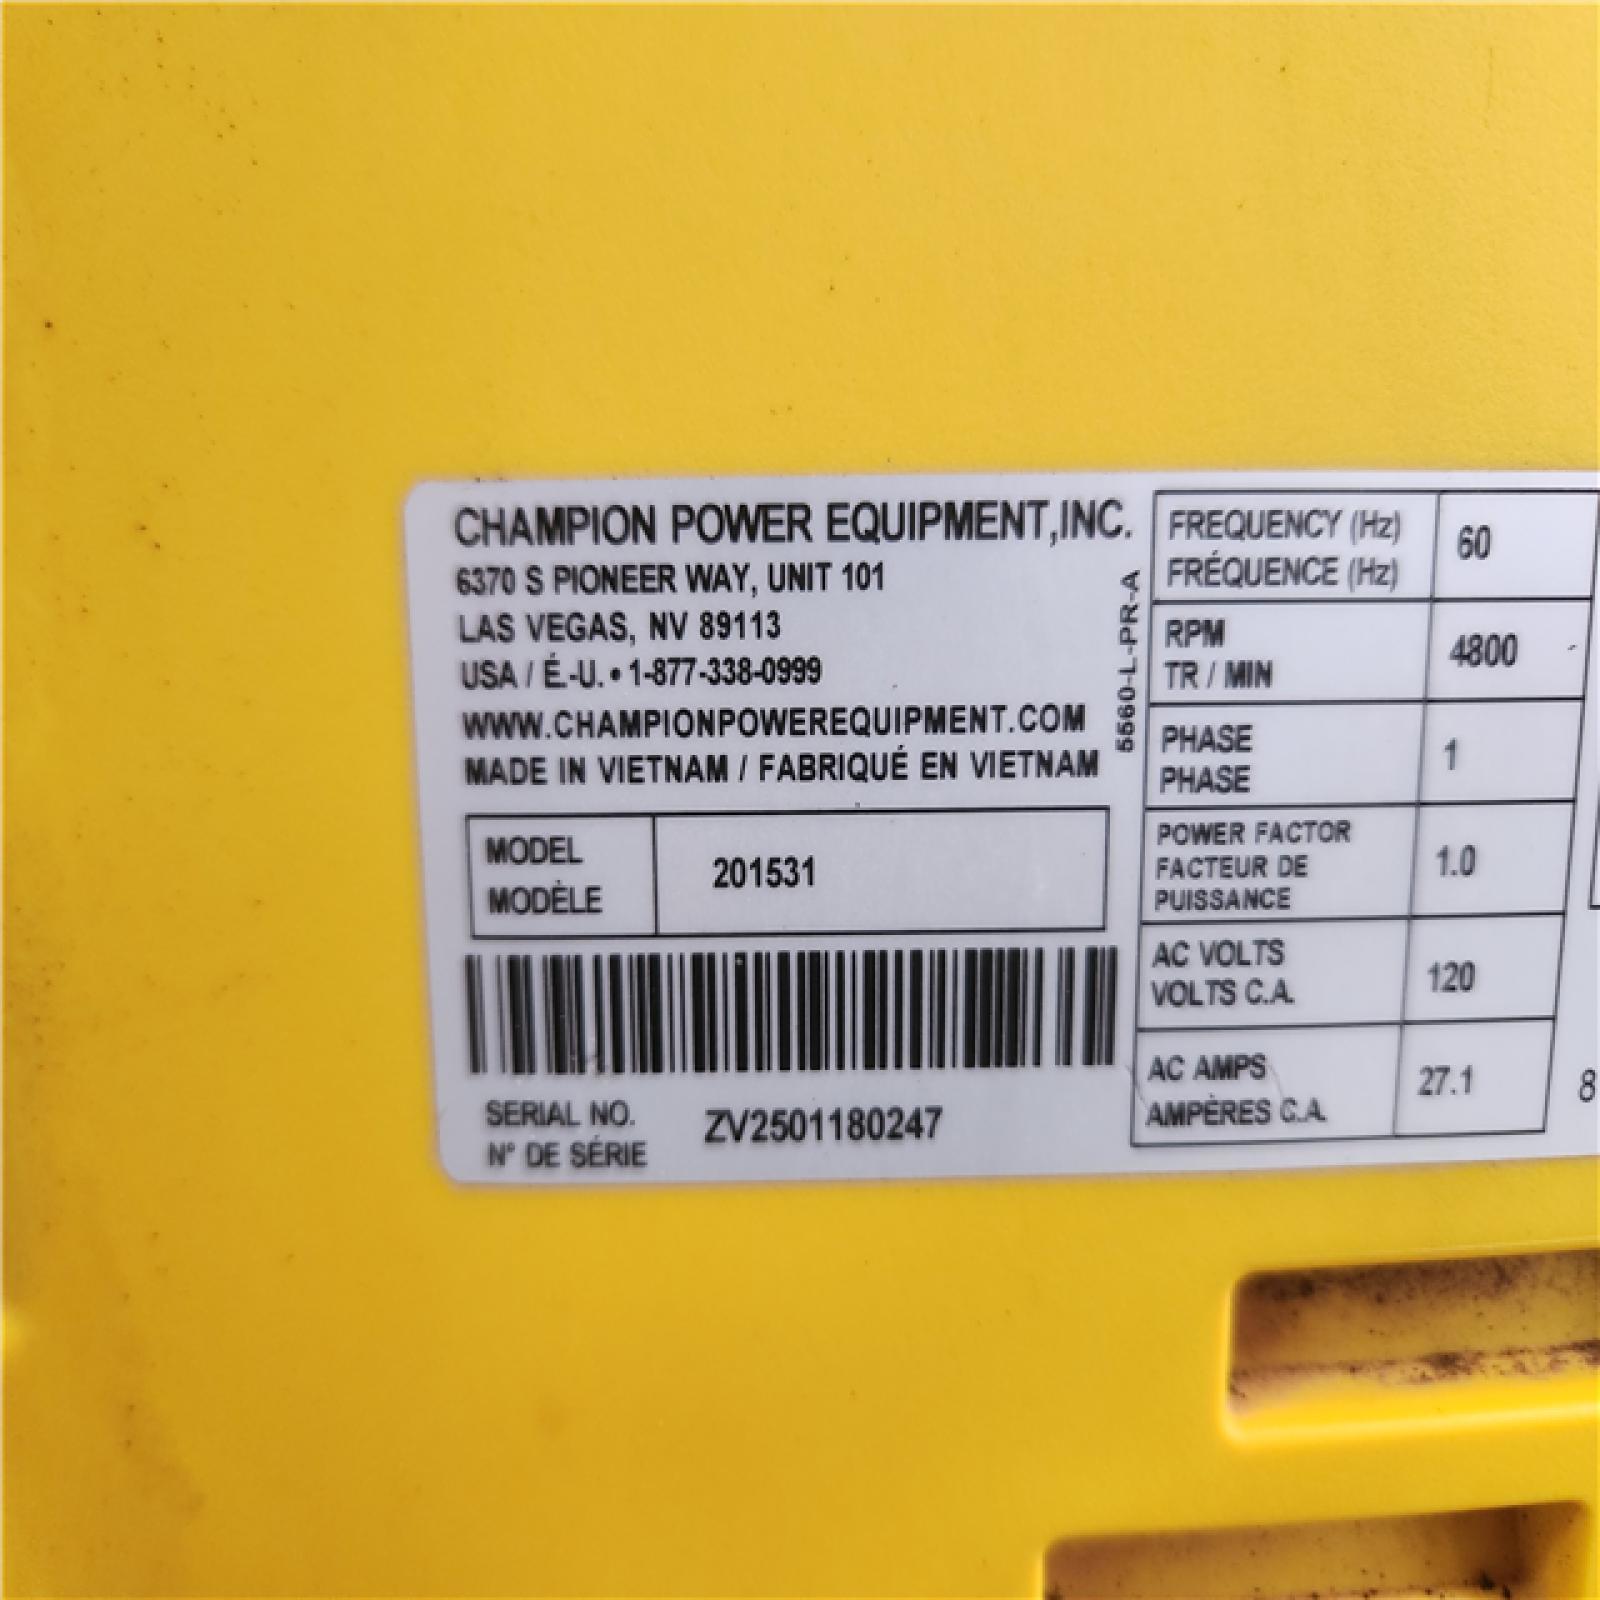 CHAMPION POWER EQUIPMENT,INC.
6370 S PIONEER WAY, UNIT 101
LAS VEGAS, NV 89113
USA / É.-U. • 1-877-338-0999
WWW.CHAMPIONPOWEREQUIPMENT.COM
MADE IN VIETNAM / FABRIQUÉ EN VIETNAM
5560-L-PR-A
MODEL 201531
MODÈLE
SERIAL NO. ZV2501180247
N° DE SÉRIE
FREQUENCY (Hz) 60
FRÉQUENCE (Hz)
RPM 4800
TR / MIN
PHASE 1
PHASE
POWER FACTOR
FACTEUR DE 1.0
PUISSANCE
AC VOLTS 120
VOLTS C.A.
AC AMPS 27.1
AMPÈRES C.A.
8